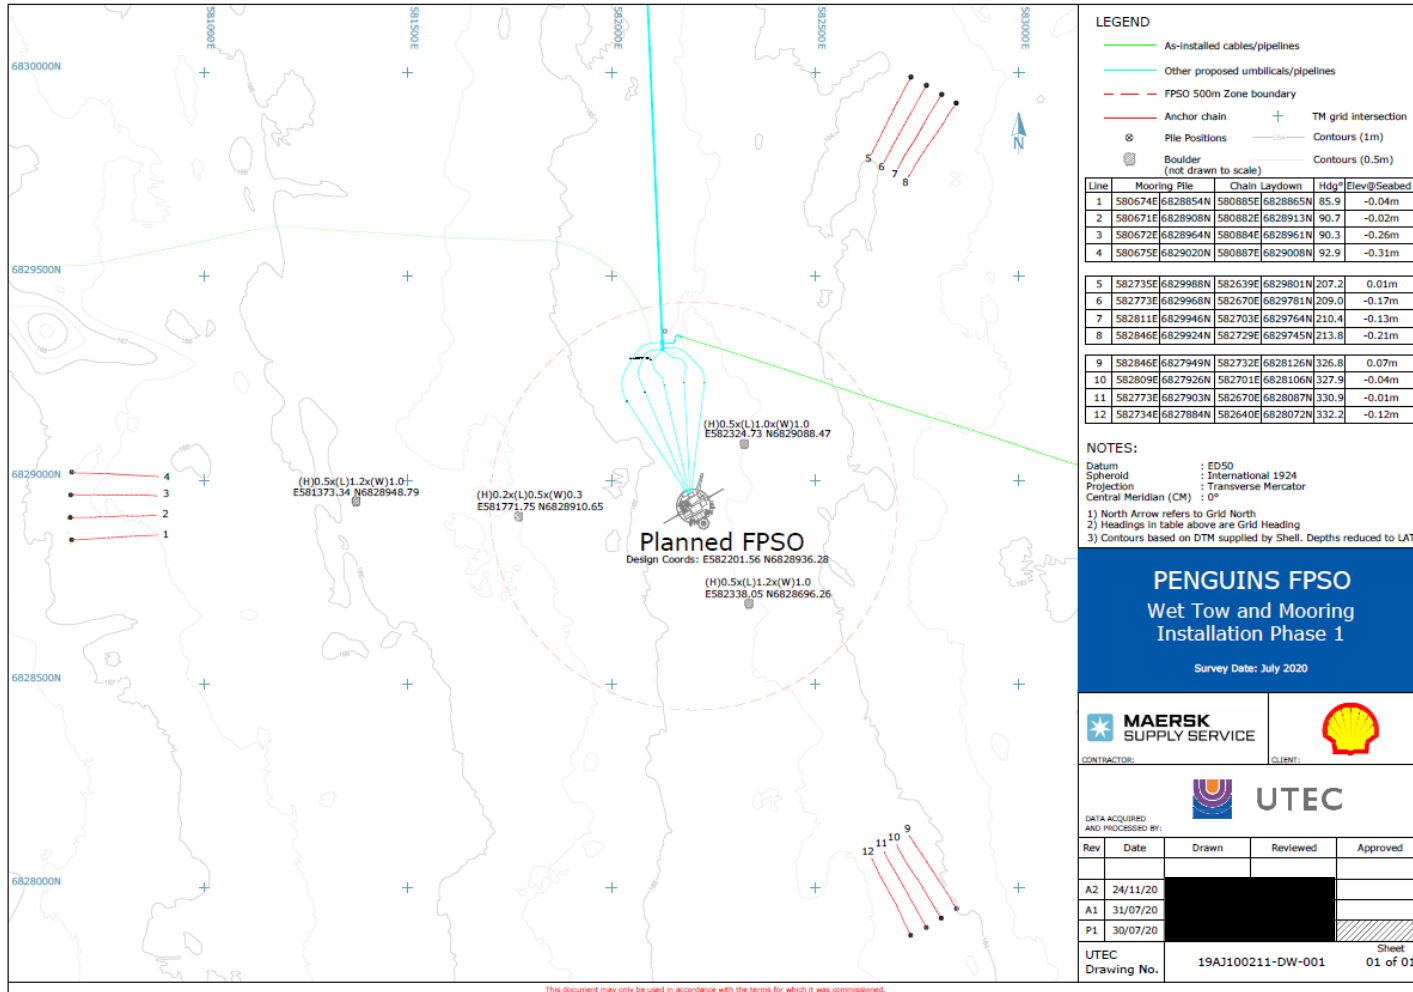 581000E
581500E
582000E
582500E
583000E
6830000N
6829500N
6829000N
6828500N
6828000N
N
5
6
7
8
4
3
2
1
9
10
11
12
(H)0.5x(L)1.0x(W)1.0
E582324.73 N6829088.47
(H)0.5x(L)1.2x(W)1.0
E581373.34 N6828948.79
(H)0.2x(L)0.5x(W)0.3
E581771.75 N6828910.65
Planned FPSO
Design Coords: E582201.56 N6828936.28
(H)0.5x(L)1.2x(W)1.0
E582338.05 N6828696.26
LEGEND
As-installed cables/pipelines
Other proposed umbilicals/pipelines
FPSO 500m Zone boundary
Anchor chain TM grid intersection
Pile Positions Contours (1m)
Boulder Contours (0.5m)
(not drawn to scale)
Line Mooring Pile Chain Laydown Hdg° Elev@Seabed
1 580674E 6828854N 580885E 6828865N 85.9 -0.04m
2 580671E 6828908N 580882E 6828913N 90.7 -0.02m
3 580672E 6828964N 580884E 6828961N 90.3 -0.26m
4 580675E 6829020N 580887E 6829008N 92.9 -0.31m
5 582735E 6829988N 582639E 6829801N 207.2 0.01m
6 582773E 6829968N 582670E 6829781N 209.0 -0.17m
7 582811E 6829946N 582703E 6829764N 210.4 -0.13m
8 582846E 6829924N 582729E 6829745N 213.8 -0.21m
9 582846E 6827949N 582732E 6828126N 326.8 0.07m
10 582809E 6827926N 582701E 6828106N 327.9 -0.04m
11 582773E 6827903N 582670E 6828087N 330.9 -0.01m
12 582734E 6827884N 582640E 6828072N 332.2 -0.12m
NOTES:
Datum : ED50
Spheroid : International 1924
Projection : Transverse Mercator
Central Meridian (CM) : 0°
1) North Arrow refers to Grid North
2) Headings in table above are Grid Heading
3) Contours based on DTM supplied by Shell. Depths reduced to LAT
PENGUINS FPSO
Wet Tow and Mooring
Installation Phase 1
Survey Date: July 2020
MAERSK
SUPPLY SERVICE
CONTRACTOR: CLIENT:
UTEC
DATA ACQUIRED
AND PROCESSED BY:
Rev Date Drawn Reviewed Approved
A2 24/11/20
A1 31/07/20
P1 30/07/20
UTEC
Drawing No. 19AJ100211-DW-001
Sheet
01 of 01
This document may only be used in accordance with the terms for which it was commissioned.